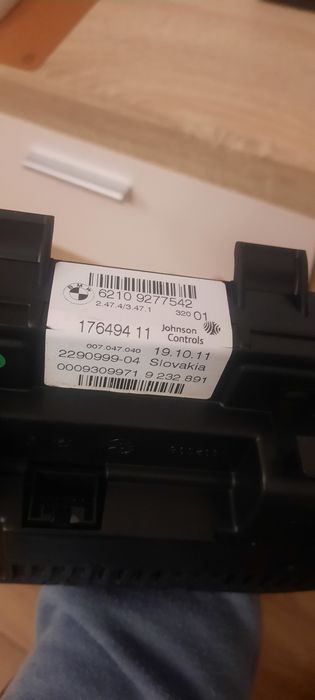 BMW
6210 9277542
2.47.4/3.47.1
320 01
176494 11
Johnson Controls
007.047.040 19.10.11
2290999-04 Slovakia
0009309971 9 232 891